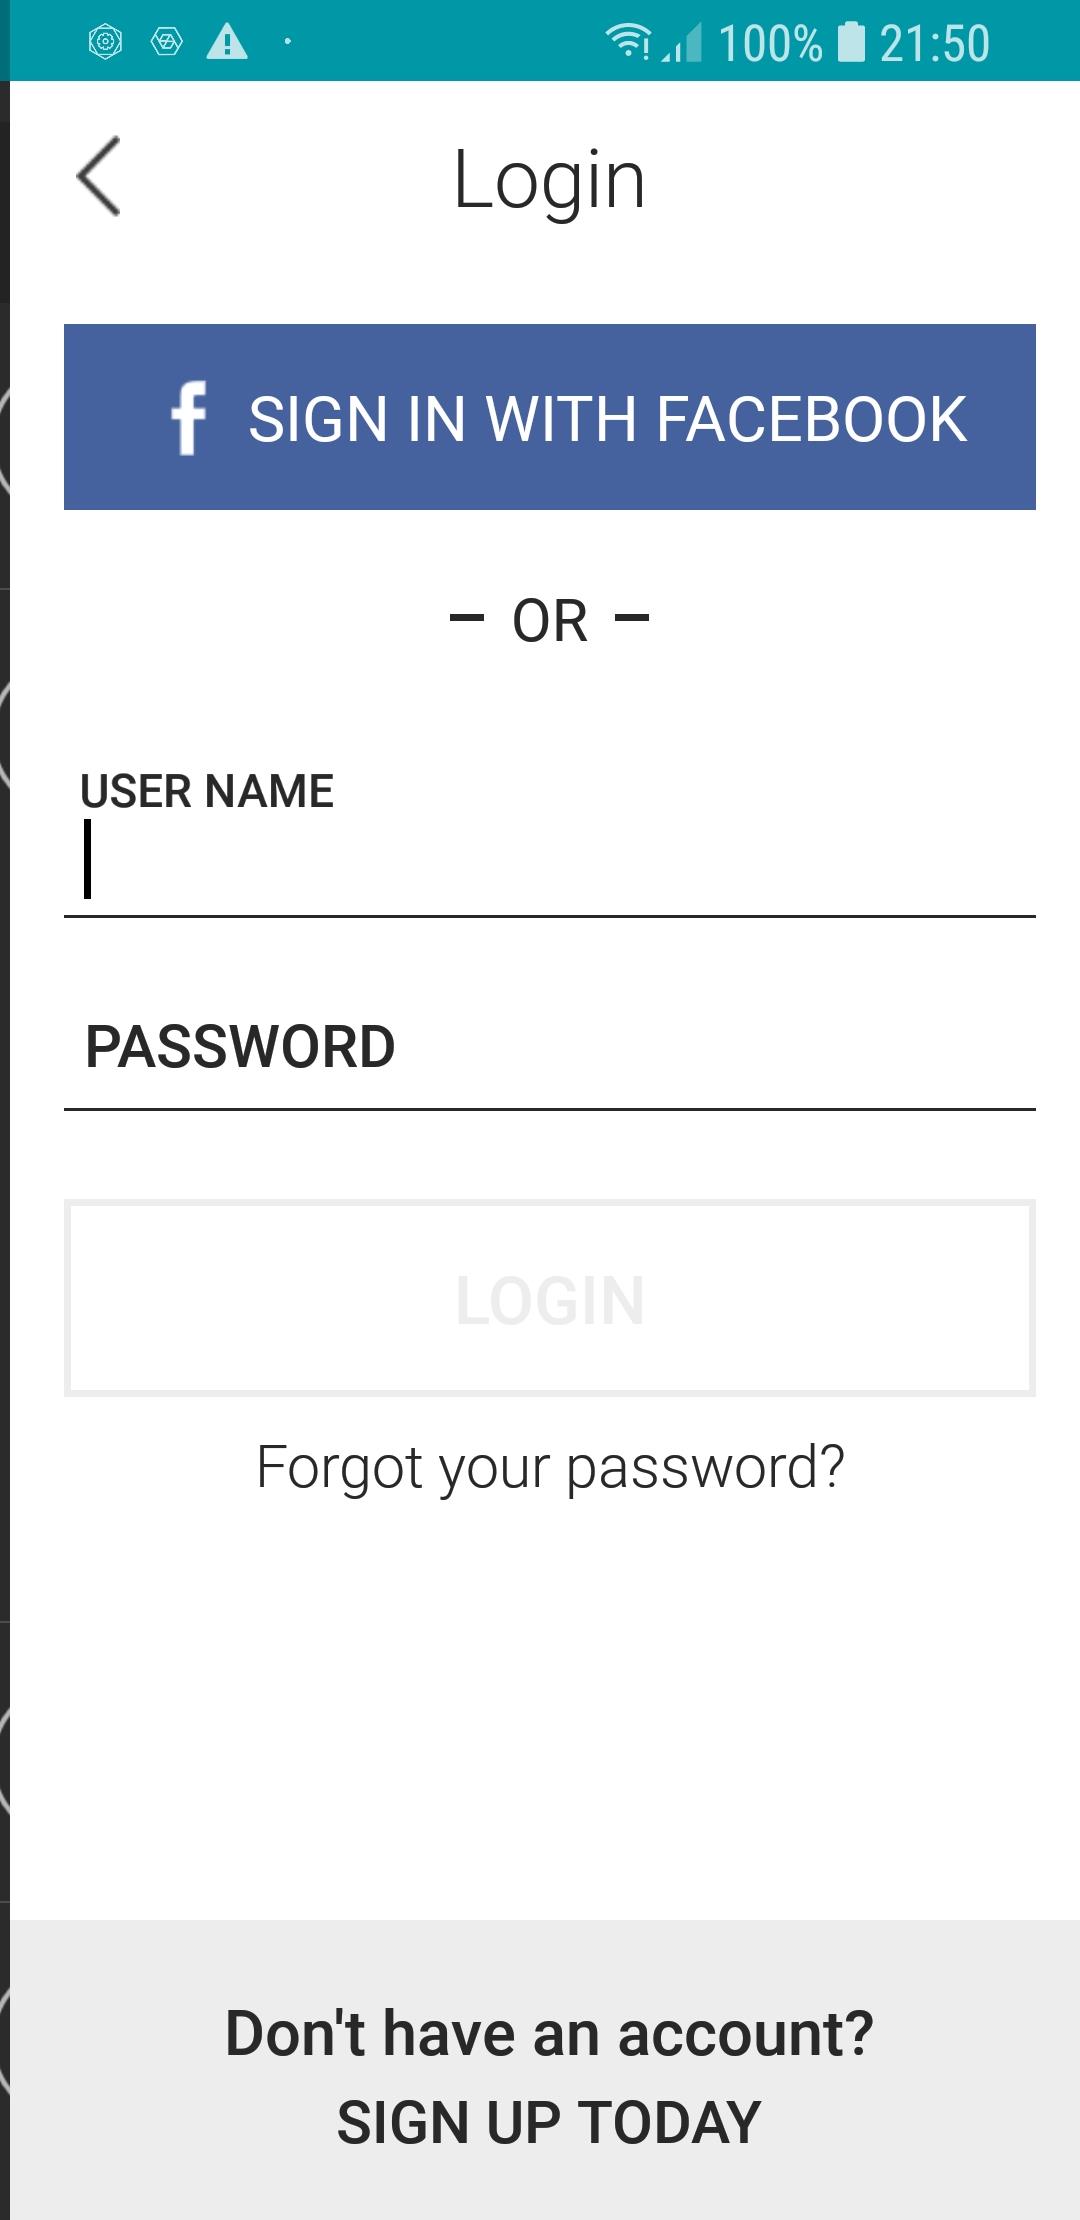 100% 21:50
Login
f SIGN IN WITH FACEBOOK
– OR –
USER NAME
PASSWORD
LOGIN
Forgot your password?
Don't have an account?
SIGN UP TODAY